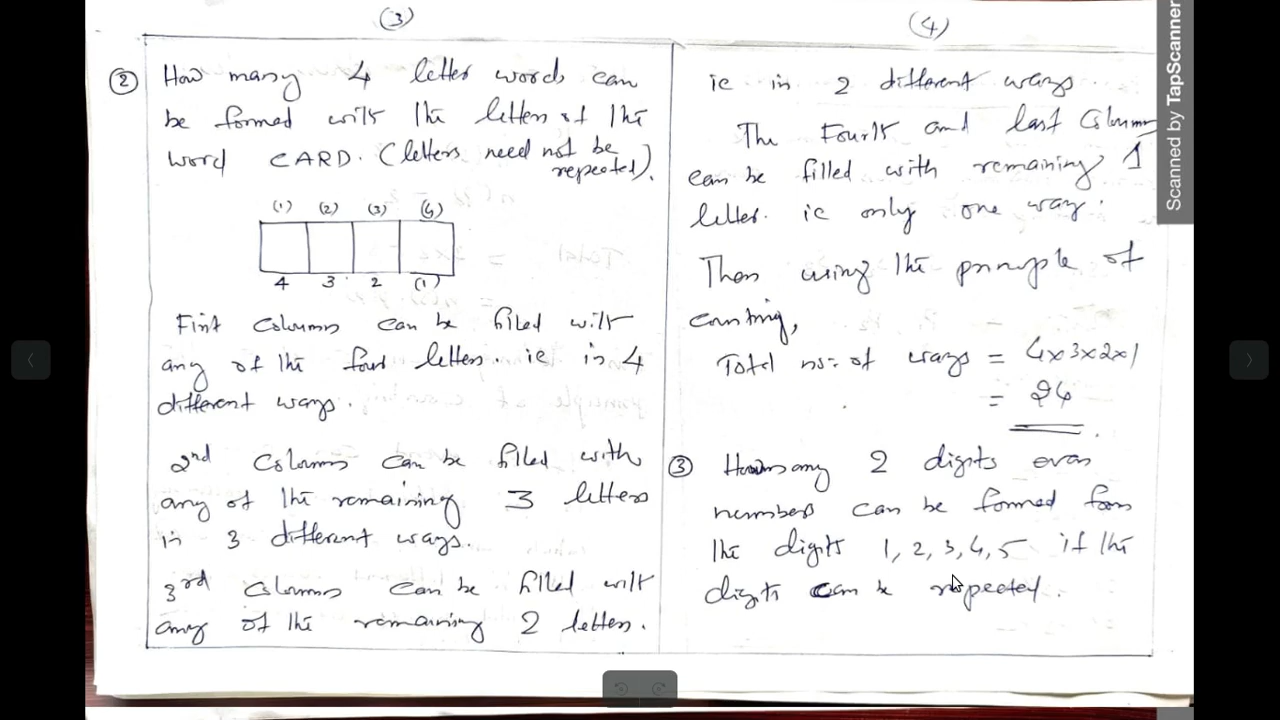 (3)
② How many 4 letter words can
be formed with the letters of the
word CARD. (letters need not be
repeated).
(1) (2) (3) (4)
4 3 2 (1)
First column can be filled with
any of the four letters. ie in 4
different ways.
2nd column can be filled with
any of the remaining 3 letters
in 3 different ways.
3rd column can be filled with
any of the remaining 2 letters.
(4)
ie in 2 different ways.
The Fourth and last column
can be filled with remaining 1
letter. ie only one way.
Then using the principle of
counting,
Total no: of ways = 4x3x2x1
= 24
③ How many 2 digits even
numbers can be formed from
the digits 1, 2, 3, 4, 5 if the
digits can be repeated.
Scanned by TapScanner